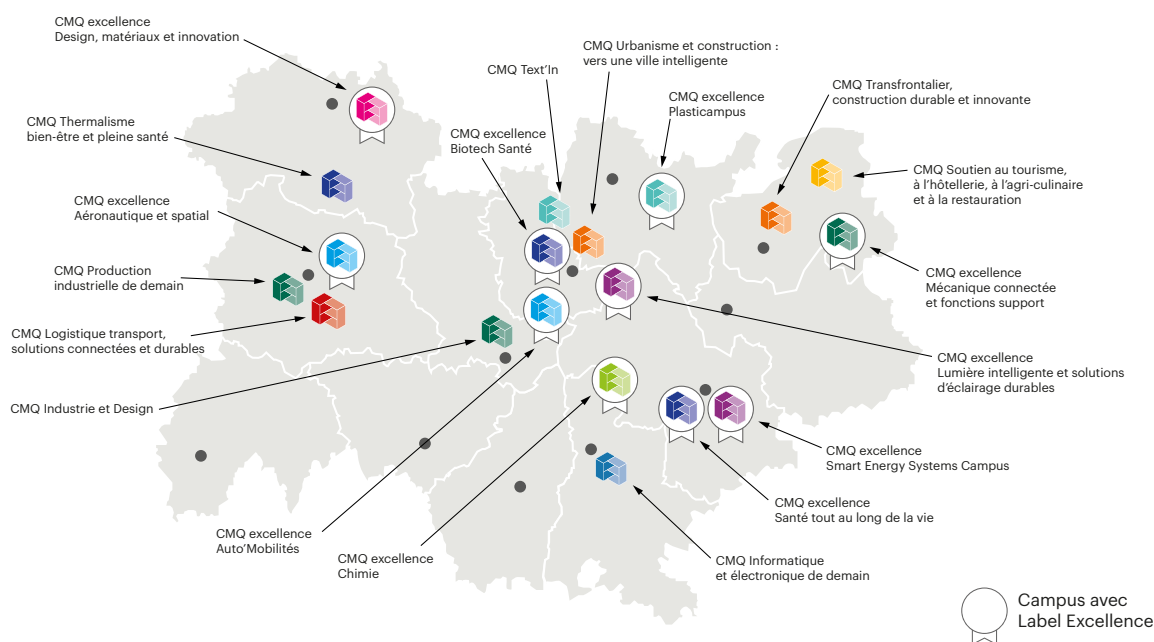 CMQ excellence
Design, matériaux et innovation
CMQ Thermalisme
bien-être et pleine santé
CMQ excellence
Aéronautique et spatial
CMQ Production
industrielle de demain
CMQ Logistique transport,
solutions connectées et durables
CMQ Industrie et Design
CMQ excellence
Auto’Mobilités
CMQ excellence
Chimie
CMQ Text’In
CMQ excellence
Biotech Santé
CMQ Urbanisme et construction :
vers une ville intelligente
CMQ excellence
Plasticampus
CMQ Transfrontalier,
construction durable et innovante
CMQ Soutien au tourisme,
à l’hôtellerie, à l’agri-culinaire
et à la restauration
CMQ excellence
Mécanique connectée
et fonctions support
CMQ excellence
Lumière intelligente et solutions
d’éclairage durables
CMQ excellence
Smart Energy Systems Campus
CMQ excellence
Santé tout au long de la vie
CMQ Informatique
et électronique de demain
Campus avec
Label Excellence